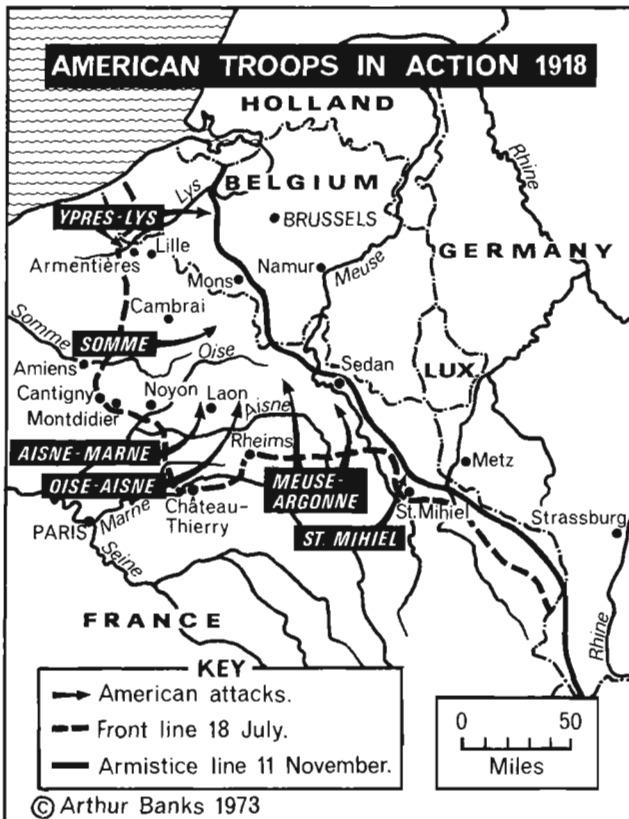 AMERICAN TROOPS IN ACTION 1918
HOLLAND
Rhine
Lys
BELGIUM
YPRES-LYS
BRUSSELS
Lille
GERMANY
Armentières
Namur
Meuse
Mons
Cambrai
Somme
SOMME
Oise
Amiens
Sedan
LUX
Cantigny
Noyon
Laon
Montdidier
Aisne
Rheims
AISNE-MARNE
Metz
OISE-AISNE
MEUSE-
ARGONNE
St. Mihiel
Château-
Thierry
Marne
PARIS
Strassburg
ST. MIHIEL
Seine
FRANCE
Rhine
KEY
American attacks.
Front line 18 July.
Armistice line 11 November.
0 50
Miles
© Arthur Banks 1973